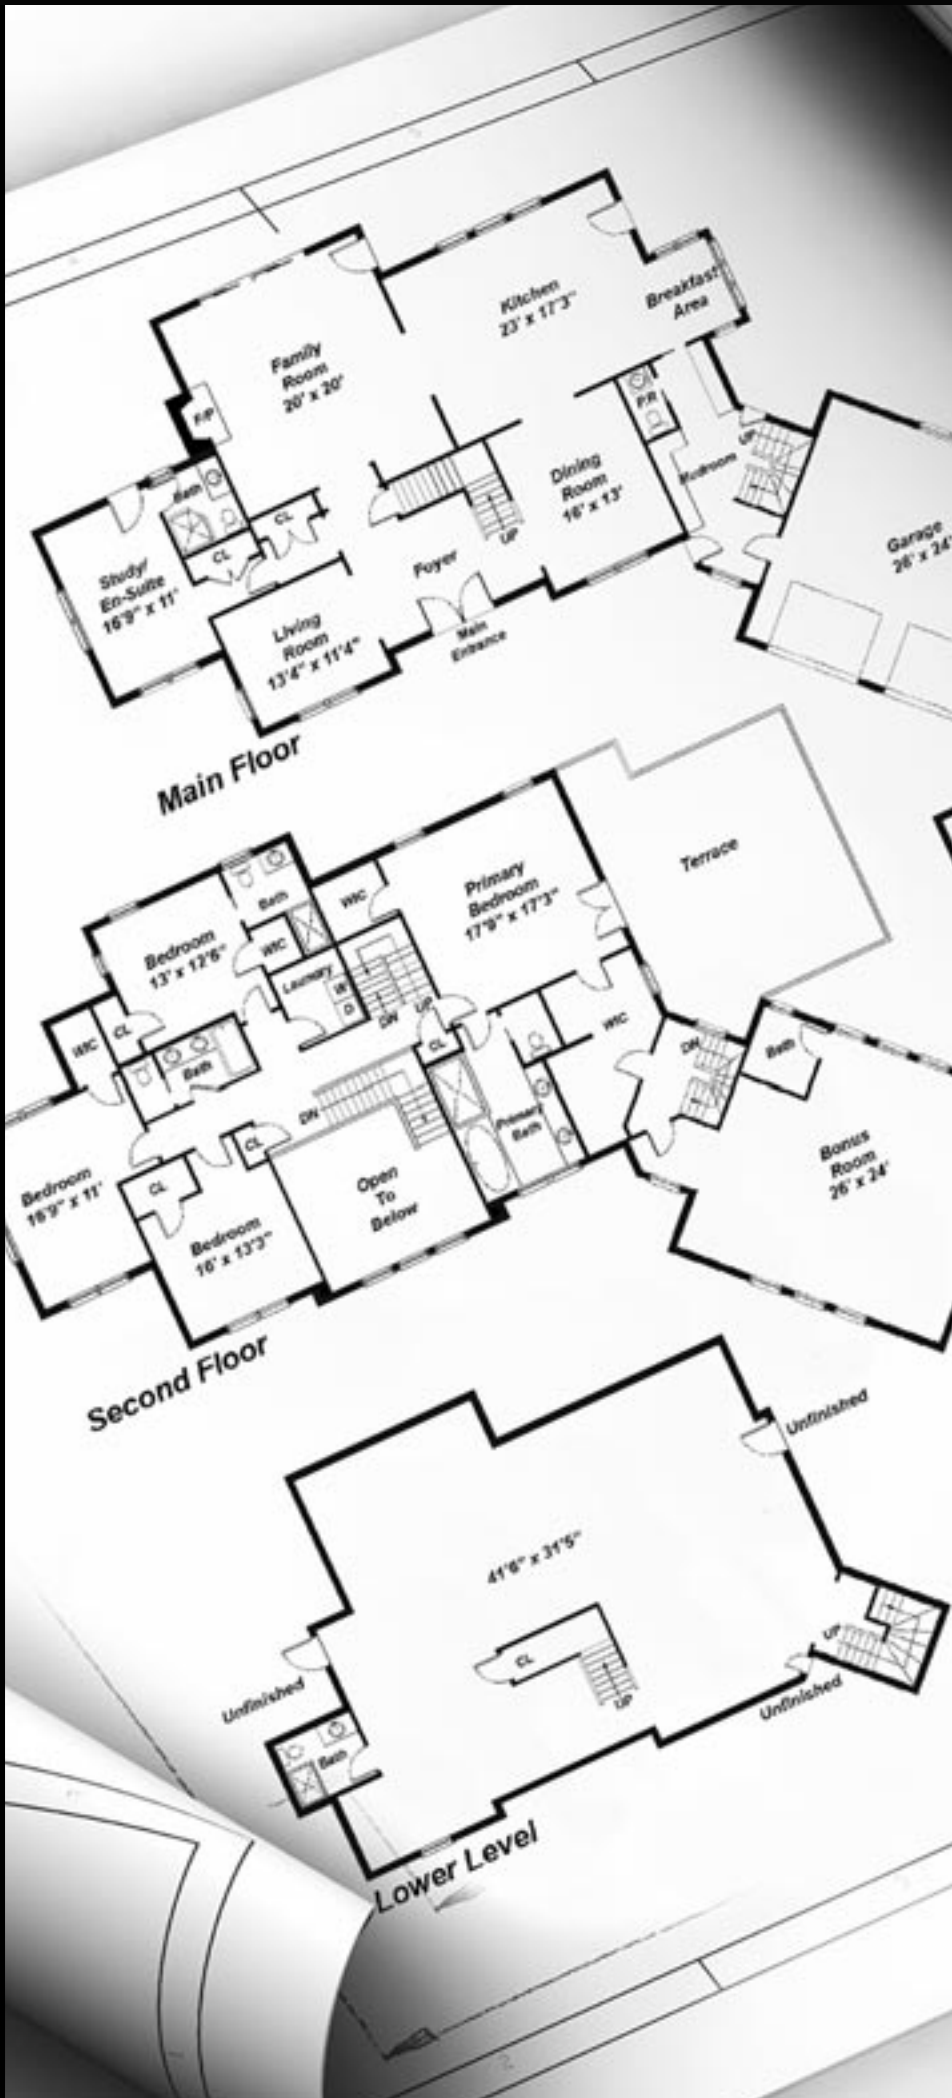 Kitchen
23' x 17'3"
Breakfast
Area
Family
Room
20' x 20'
F/P
P/R
Bath
UP
Mudroom
Dining
Room
16' x 13'
CL
Garage
26' x 24'
CL
UP
Foyer
Study/
En-Suite
16'9" x 11'
Living
Room
13'4" x 11'4"
Main
Entrance
Main Floor
Terrace
Primary
Bedroom
17'9" x 17'3"
Bath
WIC
Bedroom
13' x 12'6"
WIC
Laundry
W
D
UP
DN
CL
WIC
WIC
CL
DN
Bath
Bath
DN
Primary
Bath
CL
Bonus
Room
26' x 24'
Bedroom
16'9" x 11'
CL
Open
To
Below
Bedroom
16' x 13'3"
Second Floor
Unfinished
41'6" x 31'5"
UP
CL
UP
Unfinished
Unfinished
Bath
Lower Level